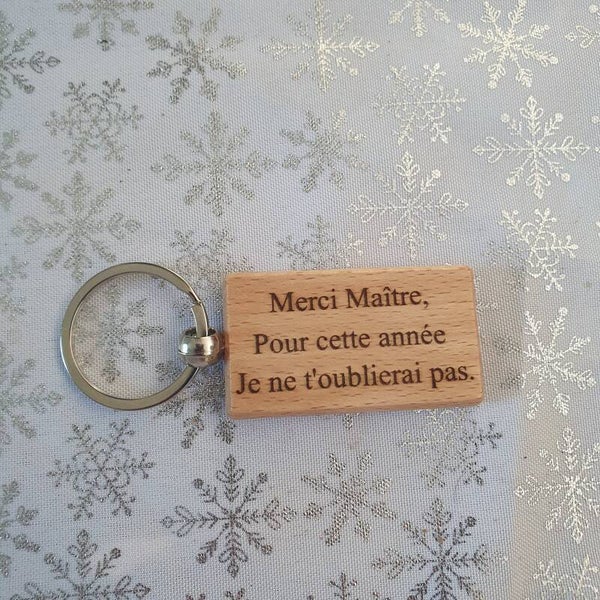 Merci Maître,
Pour cette année
Je ne t'oublierai pas.